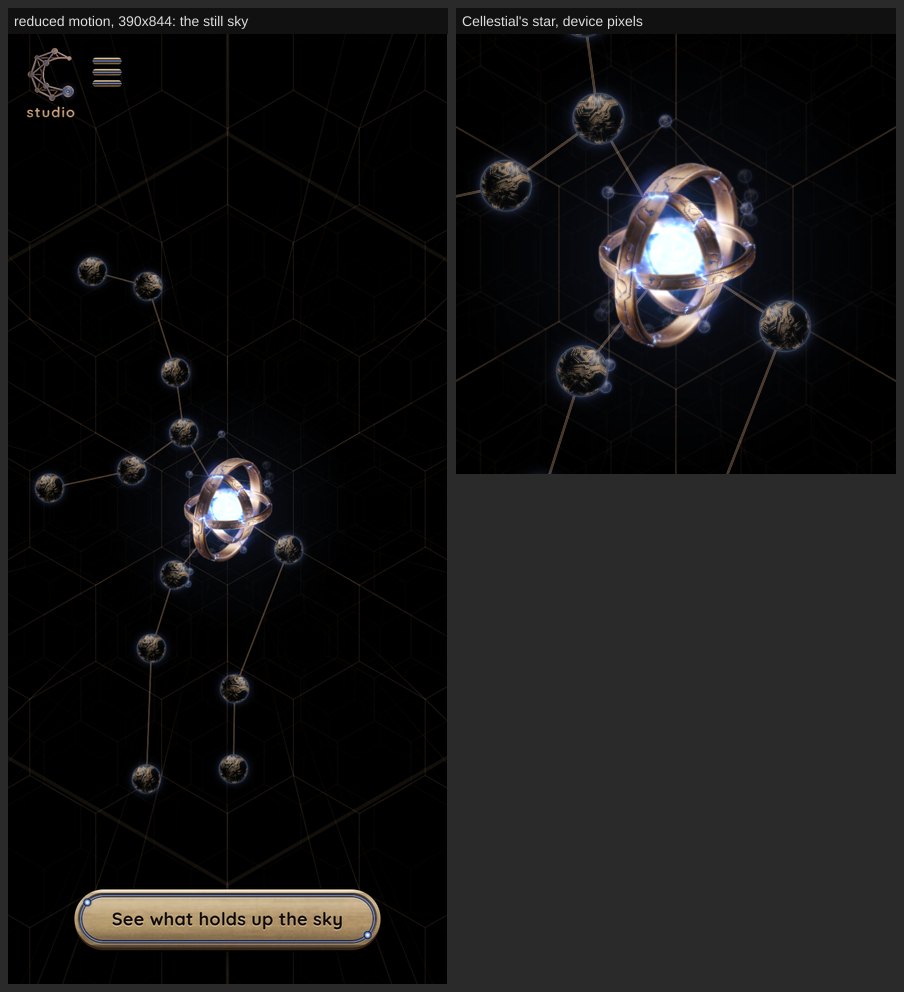 reduced motion, 390x844: the still sky
Cellestial's star, device pixels
studio
See what holds up the sky